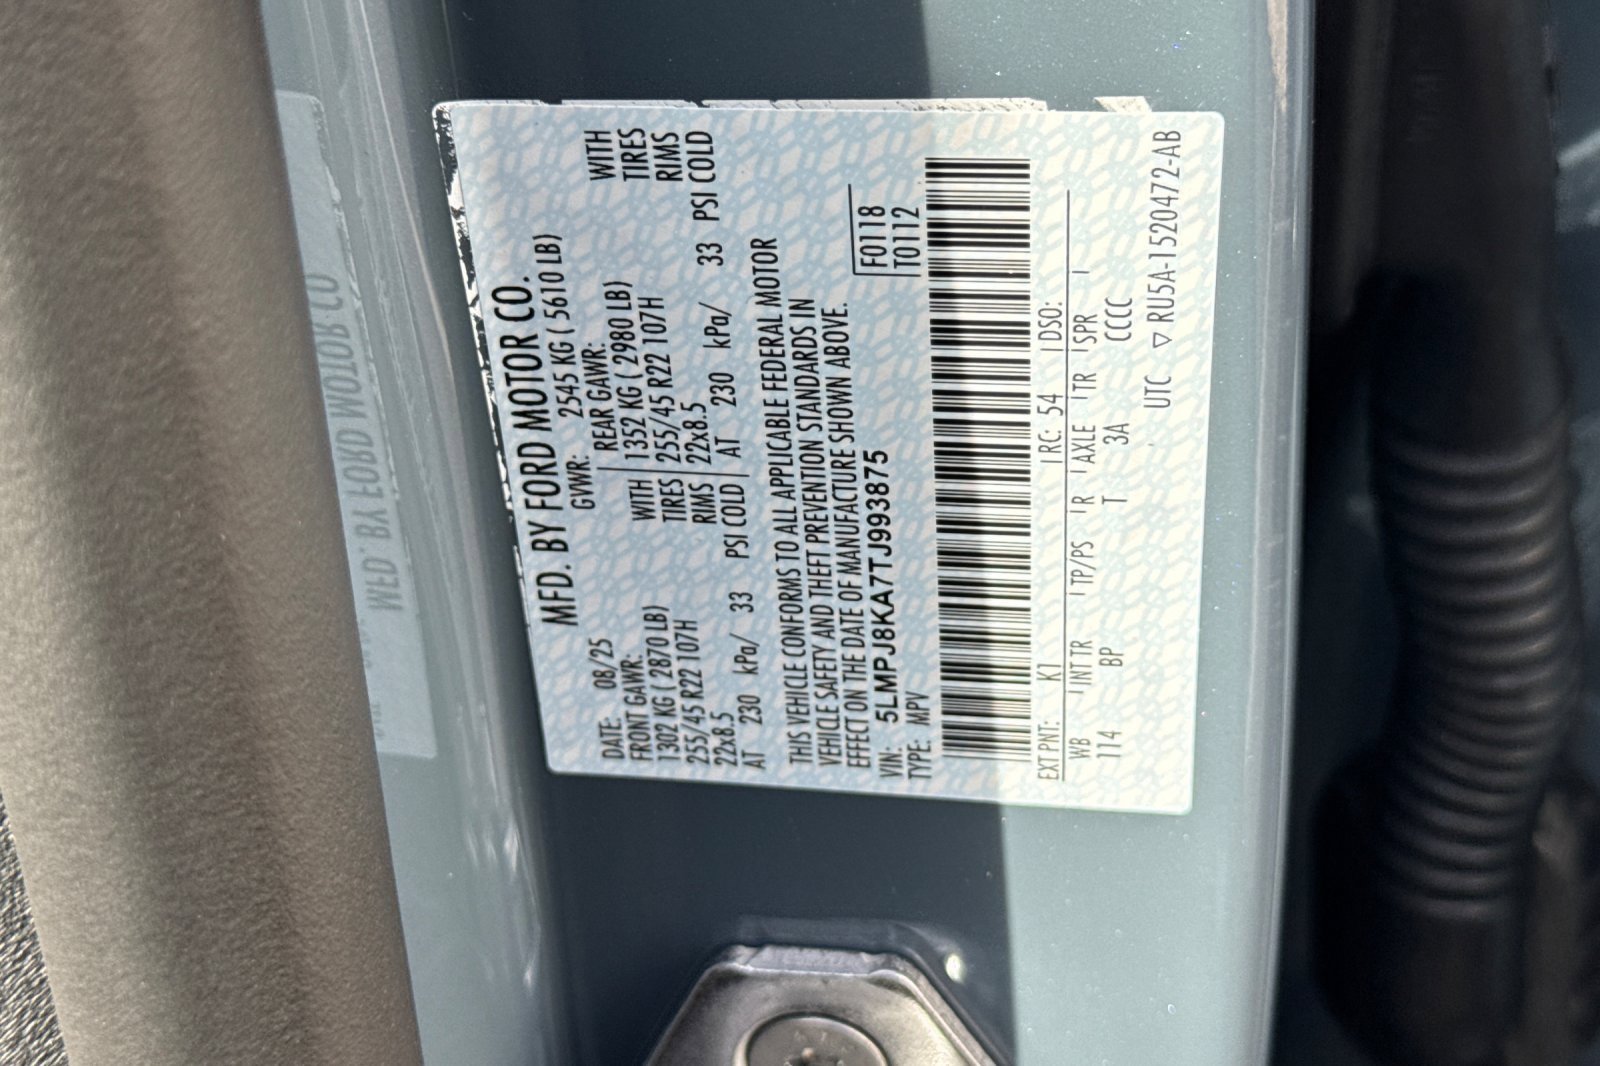 MFD. BY FORD MOTOR CO.
DATE: 08/25 GVWR: 2545 KG ( 5610 LB)
FRONT GAWR: REAR GAWR:
1302 KG ( 2870 LB) WITH 1352 KG ( 2980 LB) WITH
255/45 R22 107H TIRES 255/45 R22 107H TIRES
22x8.5 RIMS 22x8.5 RIMS
AT 230 kPa/ 33 PSI COLD AT 230 kPa/ 33 PSI COLD
THIS VEHICLE CONFORMS TO ALL APPLICABLE FEDERAL MOTOR
VEHICLE SAFETY AND THEFT PREVENTION STANDARDS IN
EFFECT ON THE DATE OF MANUFACTURE SHOWN ABOVE.
VIN: 5LMPJ8KA7TJ993875 F0118
TYPE: MPV T0112
EXT PNT: K1 RC: 54 DSO:
WB INT TR TP/PS R AXLE TR SPR
114 BP T 3A CCCC
UTC ▽ RU5A-1520472-AB
MFD. BY FORD MOTOR CO